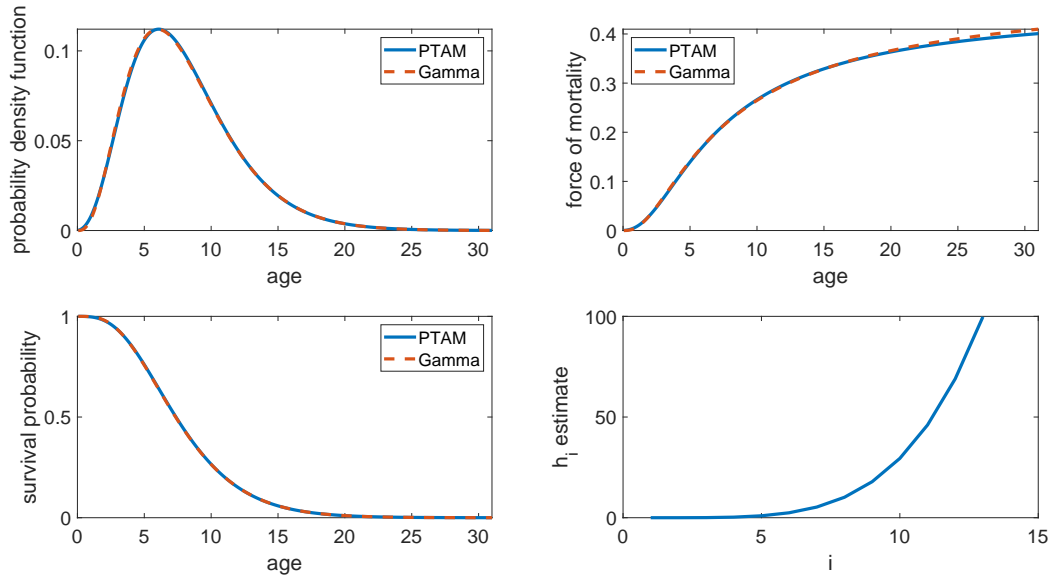 probability density function
0.1
0.05
0
0 5 10 15 20 25 30
age
PTAM
Gamma
force of mortality
0.4
0.3
0.2
0.1
0
0 5 10 15 20 25 30
age
PTAM
Gamma
survival probability
1
0.5
0
0 5 10 15 20 25 30
age
PTAM
Gamma
h_i estimate
100
50
0
0 5 10 15
i